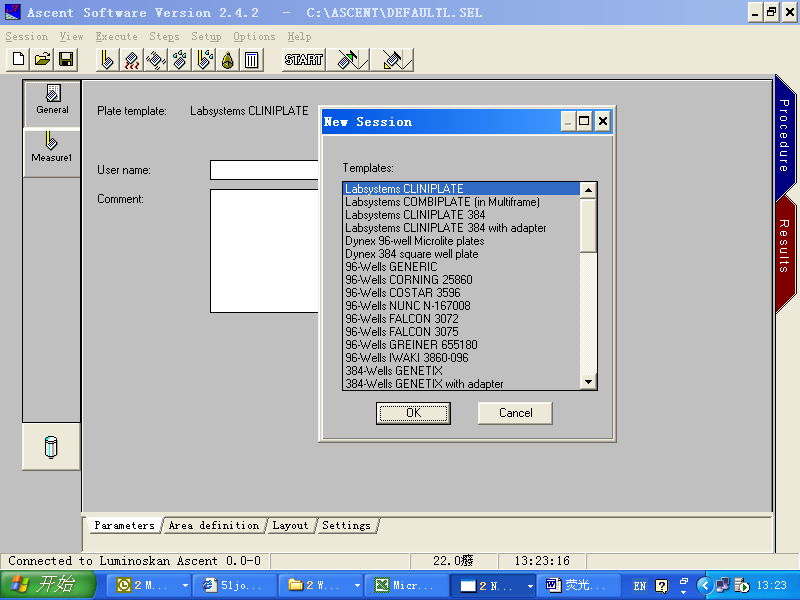 Ascent Software Version 2.4.2 - C:\ASCENT\DEFAULTL.SEL
Session View Execute Steps Setup Options Help
START
General
Measure1
Plate template: Labsystems CLINIPLATE
User name:
Comment:
New Session
Templates:
Labsystems CLINIPLATE
Labsystems COMBIPLATE (in Multiframe)
Labsystems CLINIPLATE 384
Labsystems CLINIPLATE 384 with adapter
Dynex 96-well Microlite plates
Dynex 384 square well plate
96-Wells GENERIC
96-Wells CORNING 25860
96-Wells COSTAR 3596
96-Wells NUNC N-167008
96-Wells FALCON 3072
96-Wells FALCON 3075
96-Wells GREINER 655180
96-Wells IWAKI 3860-096
384-Wells GENETIX
384-Wells GENETIX with adapter
OK Cancel
Procedure
Results
Parameters Area definition Layout Settings
Connected to Luminoskan Ascent 0.0-0 22.0癈 13:23:16
开始 2 M... 51jo... 2 W... Micr... 2 N... 荧光... EN 13:23